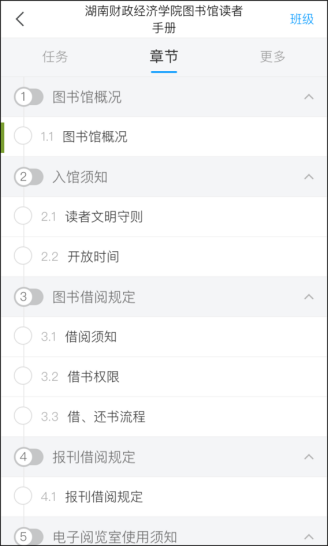 湖南财政经济学院图书馆读者
手册
班级
任务 章节 更多
1 图书馆概况
1.1 图书馆概况
2 入馆须知
2.1 读者文明守则
2.2 开放时间
3 图书借阅规定
3.1 借阅须知
3.2 借书权限
3.3 借、还书流程
4 报刊借阅规定
4.1 报刊借阅规定
5 电子阅览室使用须知